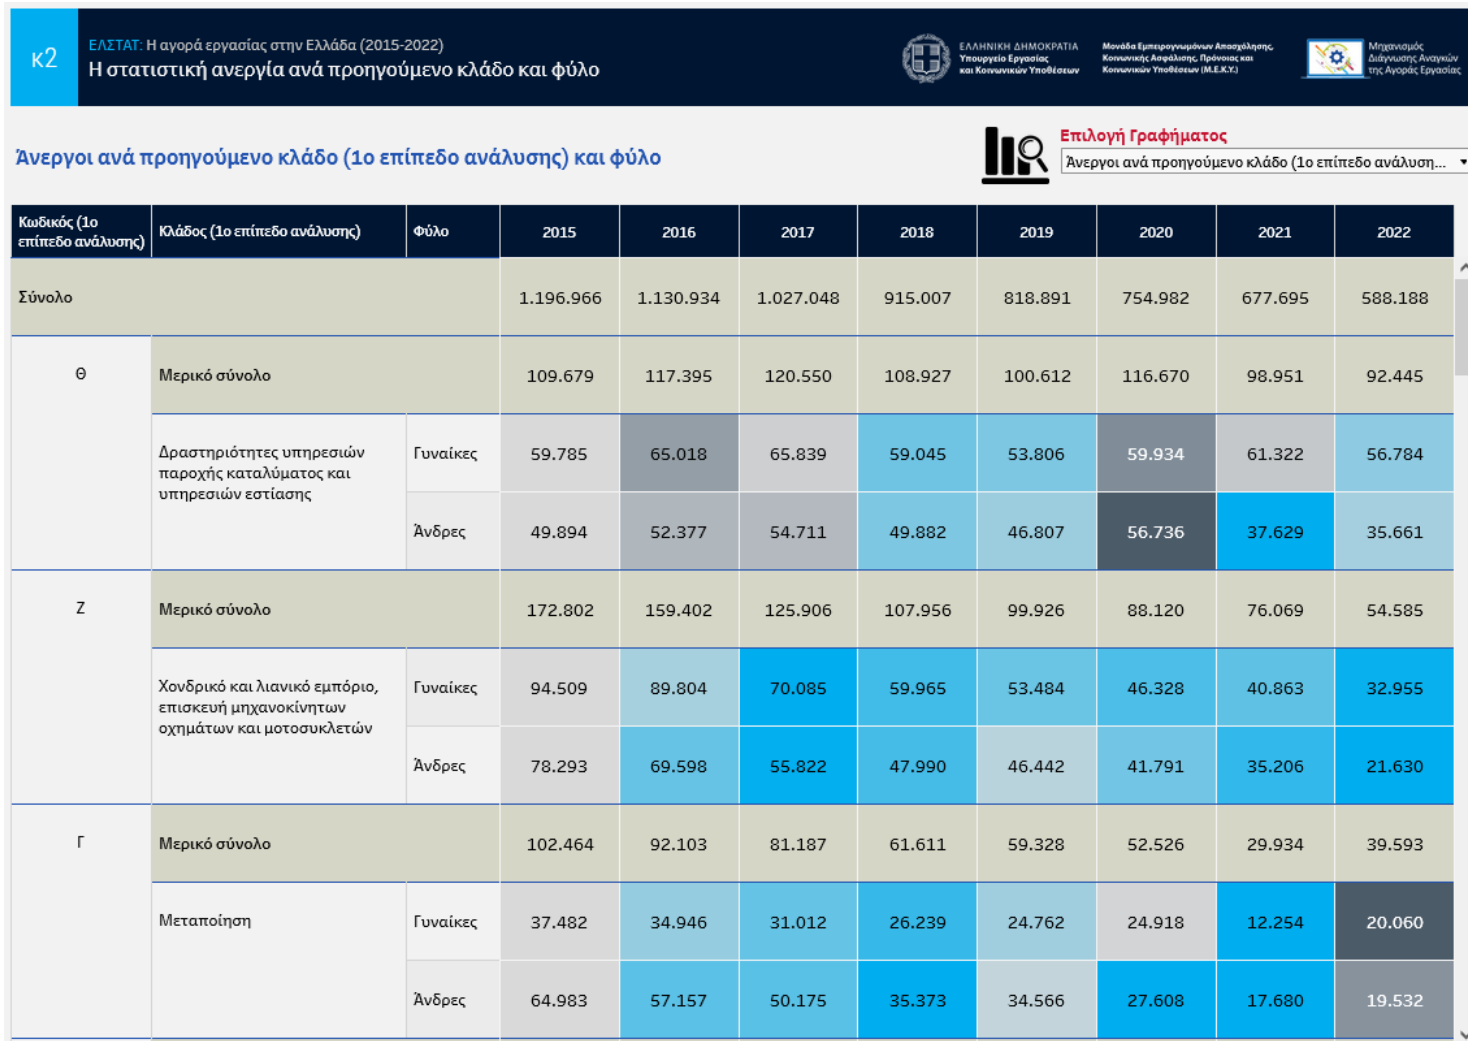 κ2
ΕΛΣΤΑΤ: Η αγορά εργασίας στην Ελλάδα (2015-2022)
Η στατιστική ανεργία ανά προηγούμενο κλάδο και φύλο
ΕΛΛΗΝΙΚΗ ΔΗΜΟΚΡΑΤΙΑ
Υπουργείο Εργασίας
και Κοινωνικών Υποθέσεων
Μονάδα Εμπειρογνωμόνων Απασχόλησης,
Κοινωνικής Ασφάλισης, Πρόνοιας και
Κοινωνικών Υποθέσεων (Μ.Ε.Κ.Υ.)
Μηχανισμός
Διάγνωσης Αναγκών
της Αγοράς Εργασίας
Άνεργοι ανά προηγούμενο κλάδο (1ο επίπεδο ανάλυσης) και φύλο
Επιλογή Γραφήματος
Άνεργοι ανά προηγούμενο κλάδο (1ο επίπεδο ανάλυση...
Κωδικός (1ο επίπεδο ανάλυσης) Κλάδος (1ο επίπεδο ανάλυσης) Φύλο 2015 2016 2017 2018 2019 2020 2021 2022
Σύνολο 1.196.966 1.130.934 1.027.048 915.007 818.891 754.982 677.695 588.188
Θ Μερικό σύνολο 109.679 117.395 120.550 108.927 100.612 116.670 98.951 92.445
Δραστηριότητες υπηρεσιών
παροχής καταλύματος και
υπηρεσιών εστίασης
Γυναίκες 59.785 65.018 65.839 59.045 53.806 59.934 61.322 56.784
Άνδρες 49.894 52.377 54.711 49.882 46.807 56.736 37.629 35.661
Ζ Μερικό σύνολο 172.802 159.402 125.906 107.956 99.926 88.120 76.069 54.585
Χονδρικό και λιανικό εμπόριο,
επισκευή μηχανοκίνητων
οχημάτων και μοτοσυκλετών
Γυναίκες 94.509 89.804 70.085 59.965 53.484 46.328 40.863 32.955
Άνδρες 78.293 69.598 55.822 47.990 46.442 41.791 35.206 21.630
Γ Μερικό σύνολο 102.464 92.103 81.187 61.611 59.328 52.526 29.934 39.593
Μεταποίηση Γυναίκες 37.482 34.946 31.012 26.239 24.762 24.918 12.254 20.060
Άνδρες 64.983 57.157 50.175 35.373 34.566 27.608 17.680 19.532